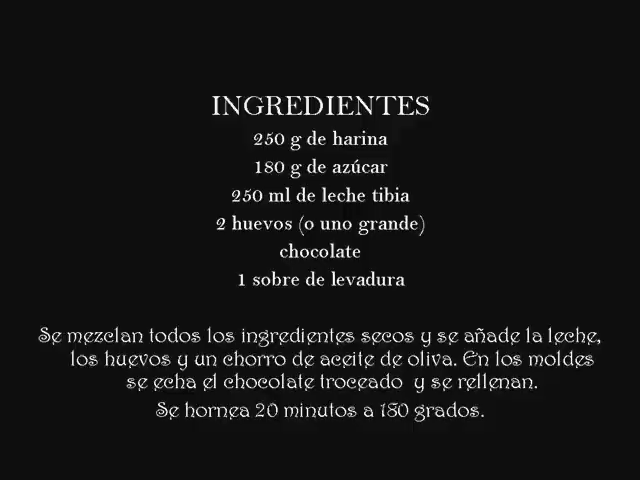 INGREDIENTES
250 g de harina
180 g de azúcar
250 ml de leche tibia
2 huevos (o uno grande)
chocolate
1 sobre de levadura
Se mezclan todos los ingredientes secos y se añade la leche,
los huevos y un chorro de aceite de oliva. En los moldes
se echa el chocolate troceado y se rellenan.
Se hornea 20 minutos a 180 grados.